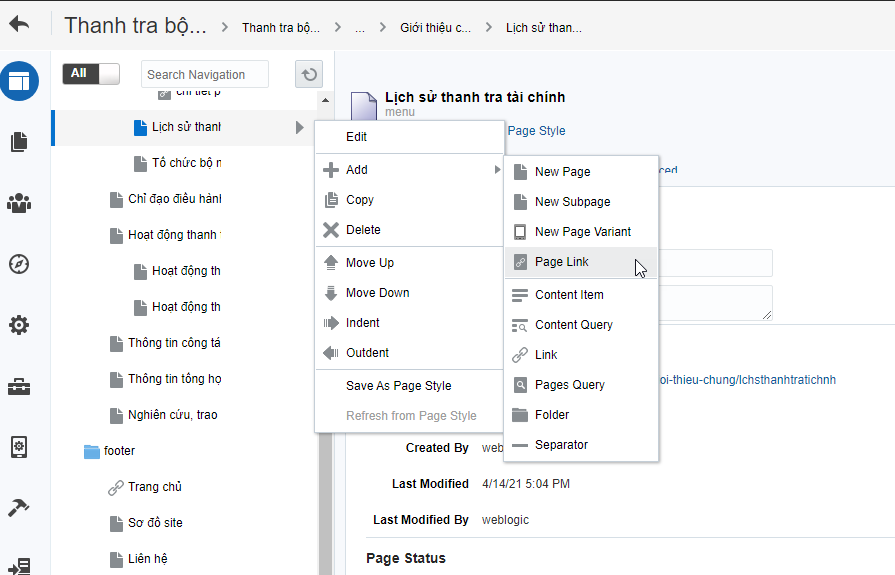 Thanh tra bộ...
Thanh tra bộ...
...
Giới thiệu c...
Lịch sử than...
All
Search Navigation
chi tiết p
Lịch sử thanh
Tổ chức bộ n
Chỉ đạo điều hành
Hoạt động thanh t
Hoạt động th
Hoạt động th
Thông tin công tá
Thông tin tổng họ
Nghiên cứu, trao
footer
Trang chủ
Sơ đồ site
Liên hệ
Lịch sử thanh tra tài chính
menu
Page Style
Edit
Add
Copy
Delete
Move Up
Move Down
Indent
Outdent
Save As Page Style
Refresh from Page Style
New Page
New Subpage
New Page Variant
Page Link
Content Item
Content Query
Link
Pages Query
Folder
Separator
ced
oi-thieu-chung/lchsthanhtratichnh
Created By
web
Last Modified
4/14/21 5:04 PM
Last Modified By
weblogic
Page Status